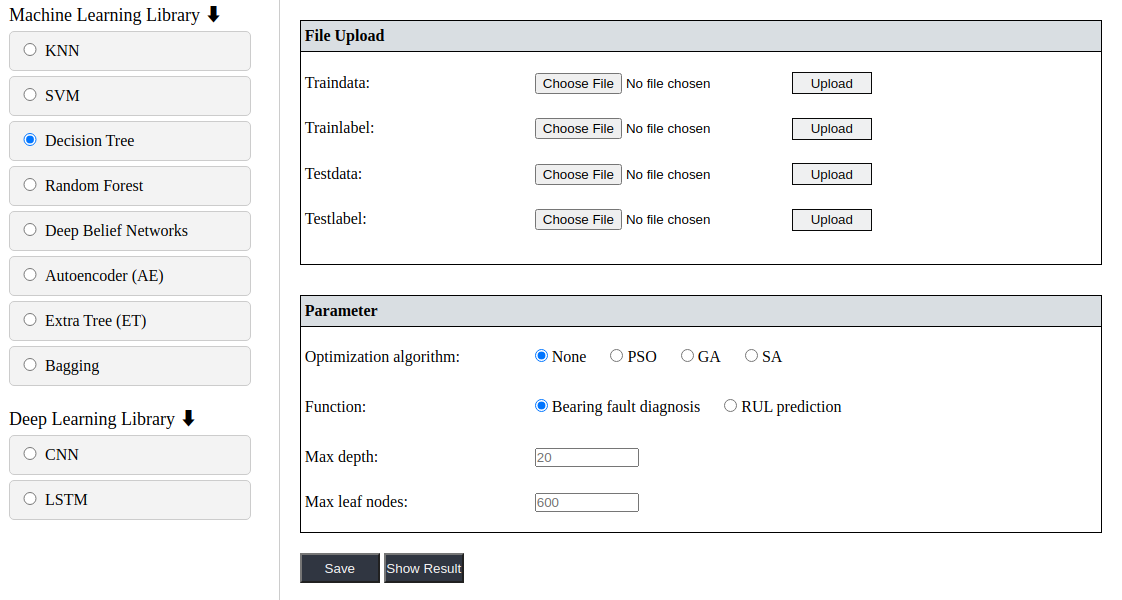 Machine Learning Library
KNN
SVM
Decision Tree
Random Forest
Deep Belief Networks
Autoencoder (AE)
Extra Tree (ET)
Bagging
Deep Learning Library
CNN
LSTM
File Upload
Traindata: Choose File No file chosen Upload
Trainlabel: Choose File No file chosen Upload
Testdata: Choose File No file chosen Upload
Testlabel: Choose File No file chosen Upload
Parameter
Optimization algorithm: None PSO GA SA
Function: Bearing fault diagnosis RUL prediction
Max depth: 20
Max leaf nodes: 600
Save Show Result